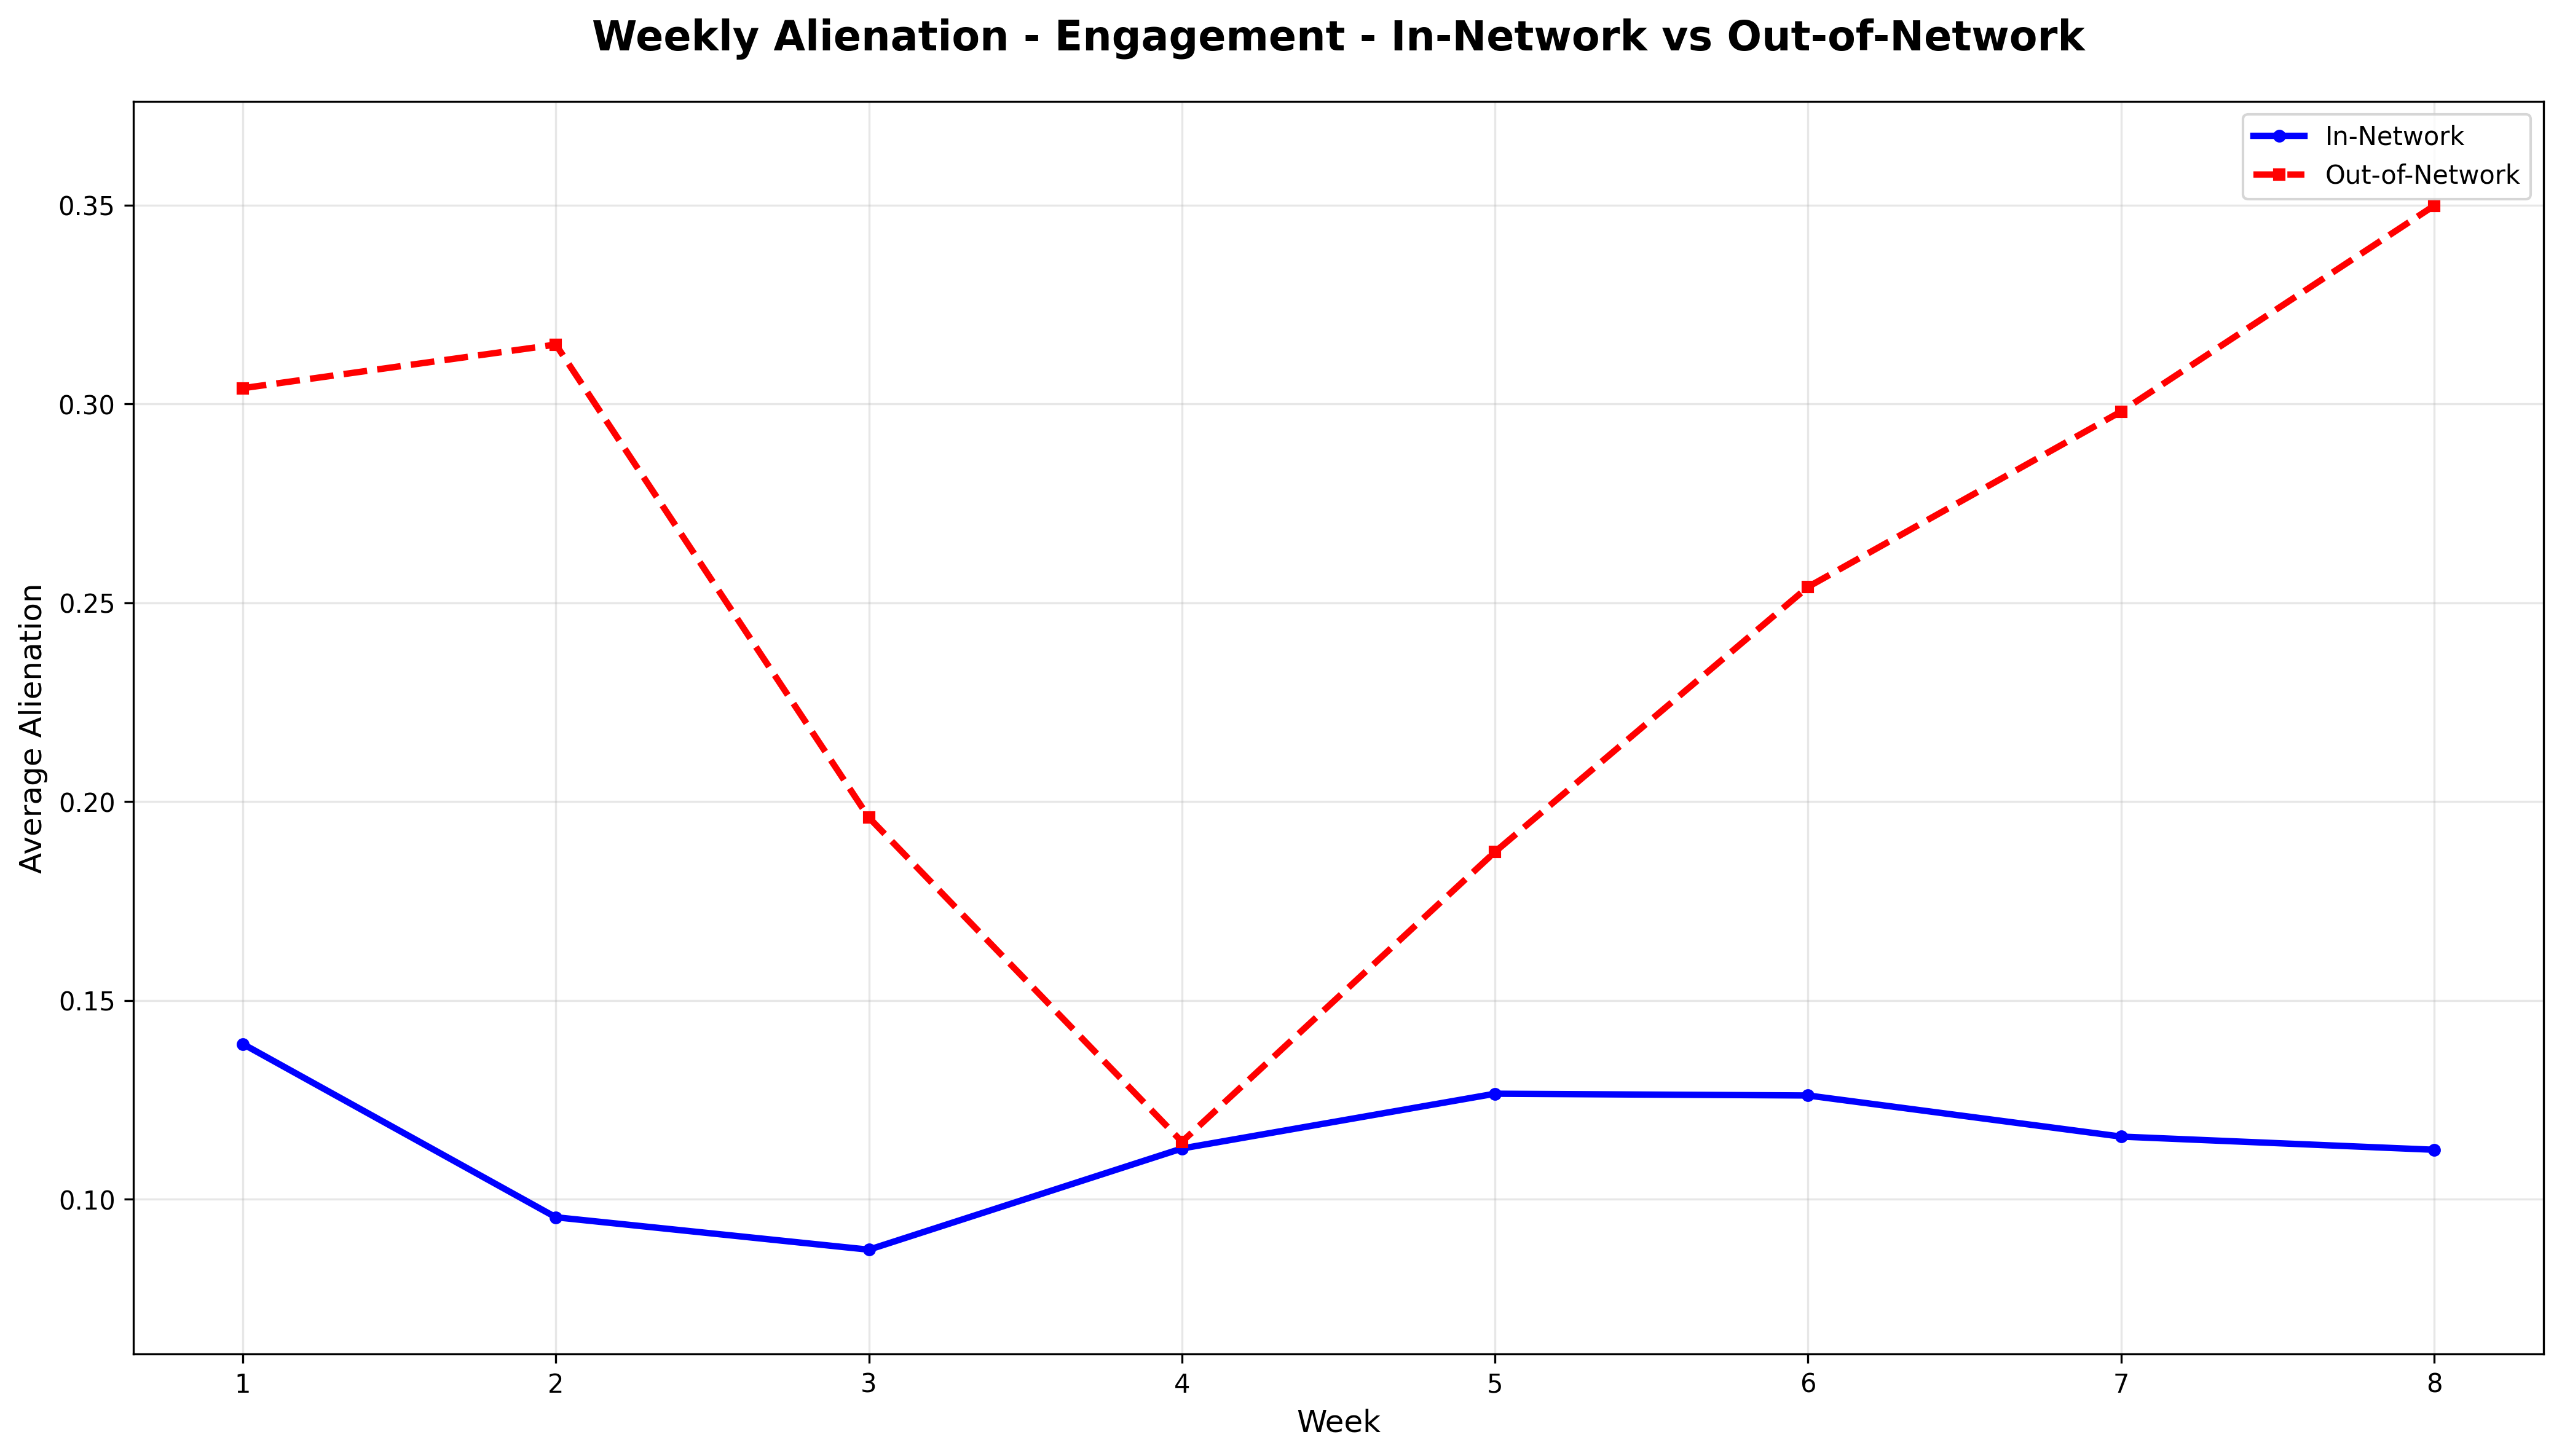 Weekly Alienation - Engagement - In-Network vs Out-of-Network
In-Network
Out-of-Network
Average Alienation
0.35
0.30
0.25
0.20
0.15
0.10
1 2 3 4 5 6 7 8
Week